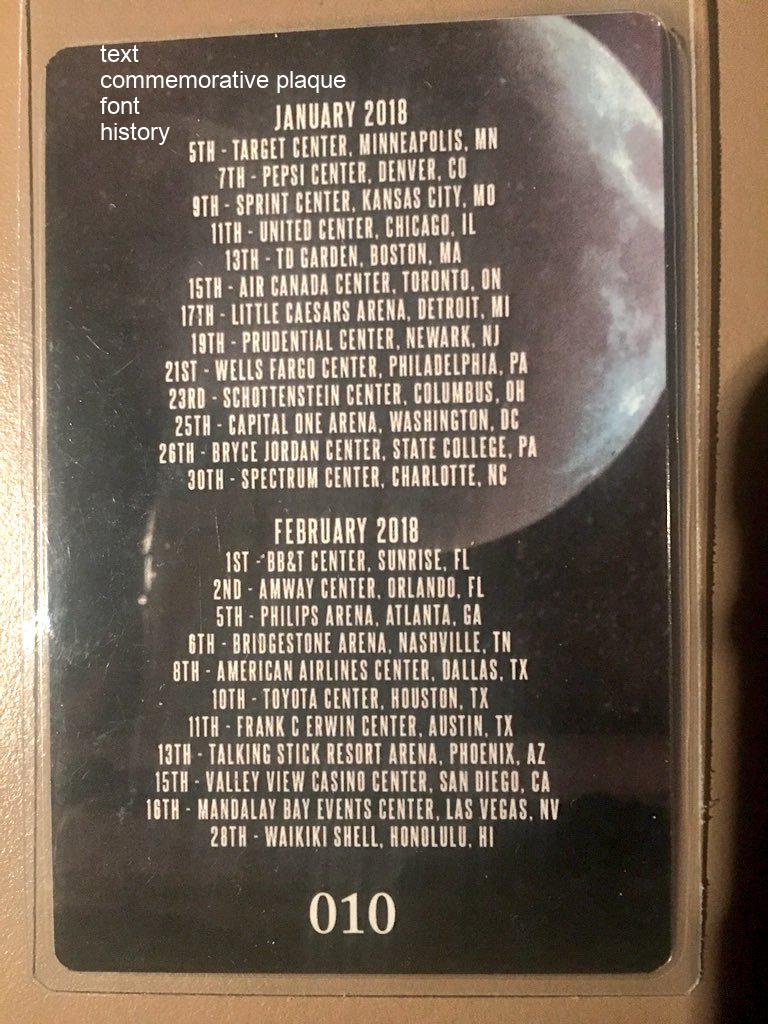 text
commemorative plaque
font
history
JANUARY 2018
5TH - TARGET CENTER, MINNEAPOLIS, MN
7TH - PEPSI CENTER, DENVER, CO
9TH - SPRINT CENTER, KANSAS CITY, MO
11TH - UNITED CENTER, CHICAGO, IL
13TH - TD GARDEN, BOSTON, MA
15TH - AIR CANADA CENTER, TORONTO, ON
17TH - LITTLE CAESARS ARENA, DETROIT, MI
19TH - PRUDENTIAL CENTER, NEWARK, NJ
21ST - WELLS FARGO CENTER, PHILADELPHIA, PA
23RD - SCHOTTENSTEIN CENTER, COLUMBUS, OH
25TH - CAPITAL ONE ARENA, WASHINGTON, DC
26TH - BRYCE JORDAN CENTER, STATE COLLEGE, PA
30TH - SPECTRUM CENTER, CHARLOTTE, NC
FEBRUARY 2018
1ST - BB&T CENTER, SUNRISE, FL
2ND - AMWAY CENTER, ORLANDO, FL
5TH - PHILIPS ARENA, ATLANTA, GA
6TH - BRIDGESTONE ARENA, NASHVILLE, TN
8TH - AMERICAN AIRLINES CENTER, DALLAS, TX
10TH - TOYOTA CENTER, HOUSTON, TX
11TH - FRANK C ERWIN CENTER, AUSTIN, TX
13TH - TALKING STICK RESORT ARENA, PHOENIX, AZ
15TH - VALLEY VIEW CASINO CENTER, SAN DIEGO, CA
16TH - MANDALAY BAY EVENTS CENTER, LAS VEGAS, NV
28TH - WAIKIKI SHELL, HONOLULU, HI
010